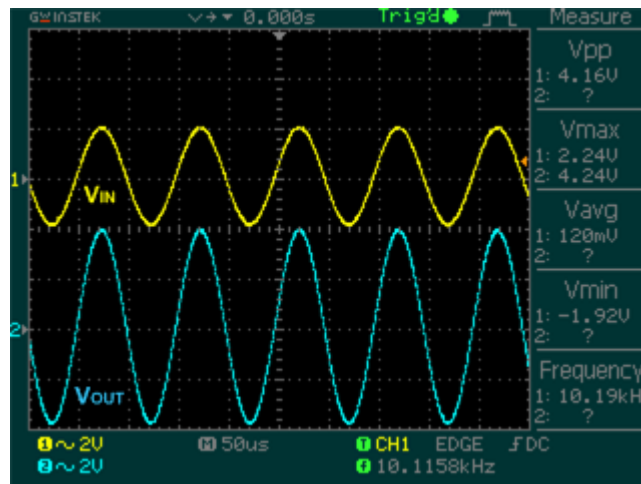 GWINSTEK 0.000s Trig'd Measure
Vpp
1: 4.16V
2: ?
Vmax
1: 2.24V
2: 4.24V
Vavg
1: 120mV
2: ?
Vmin
1: -1.92V
2: ?
Frequency
1: 10.19kH
2: ?
1
VIN
2
VOUT
1 ~ 2V M 50us T CH1 EDGE DC
2 ~ 2V f 10.1158kHz